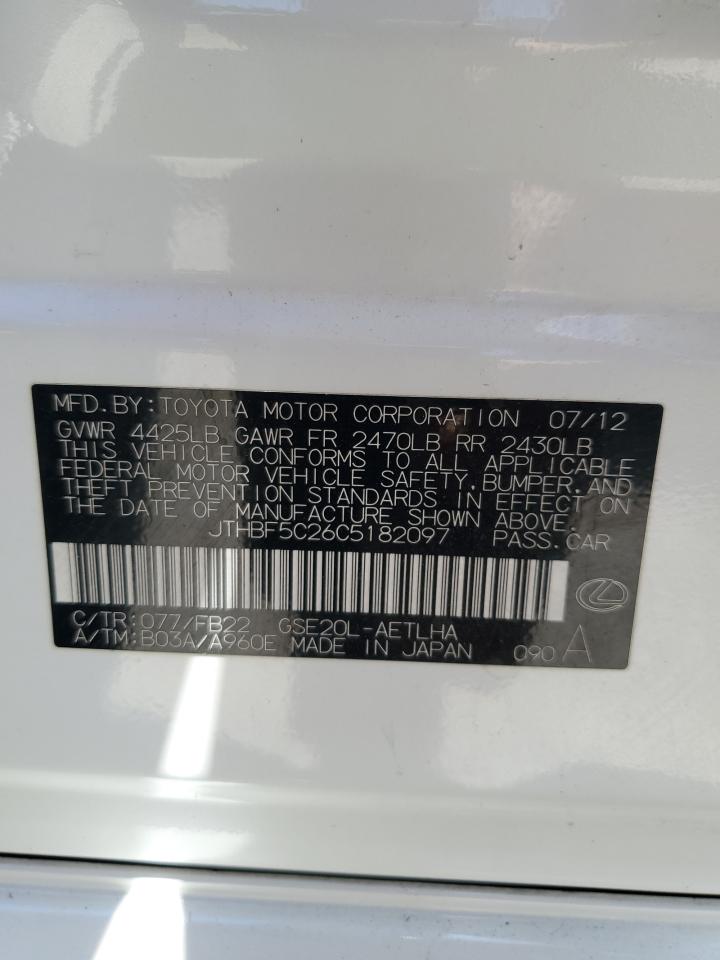 MFD.BY:TOYOTA MOTOR CORPORATION 07/12
GVWR 4425LB GAWR FR 2470LB RR 2430LB
THIS VEHICLE CONFORMS TO ALL APPLICABLE
FEDERAL MOTOR VEHICLE SAFETY,BUMPER,AND
THEFT PREVENTION STANDARDS IN EFFECT ON
THE DATE OF MANUFACTURE SHOWN ABOVE.
JTHBF5C26C5182097 PASS.CAR
C/TR:077/FB22 GSE20L-AETLHA
A/TM:B03A/A960E MADE IN JAPAN 090 A